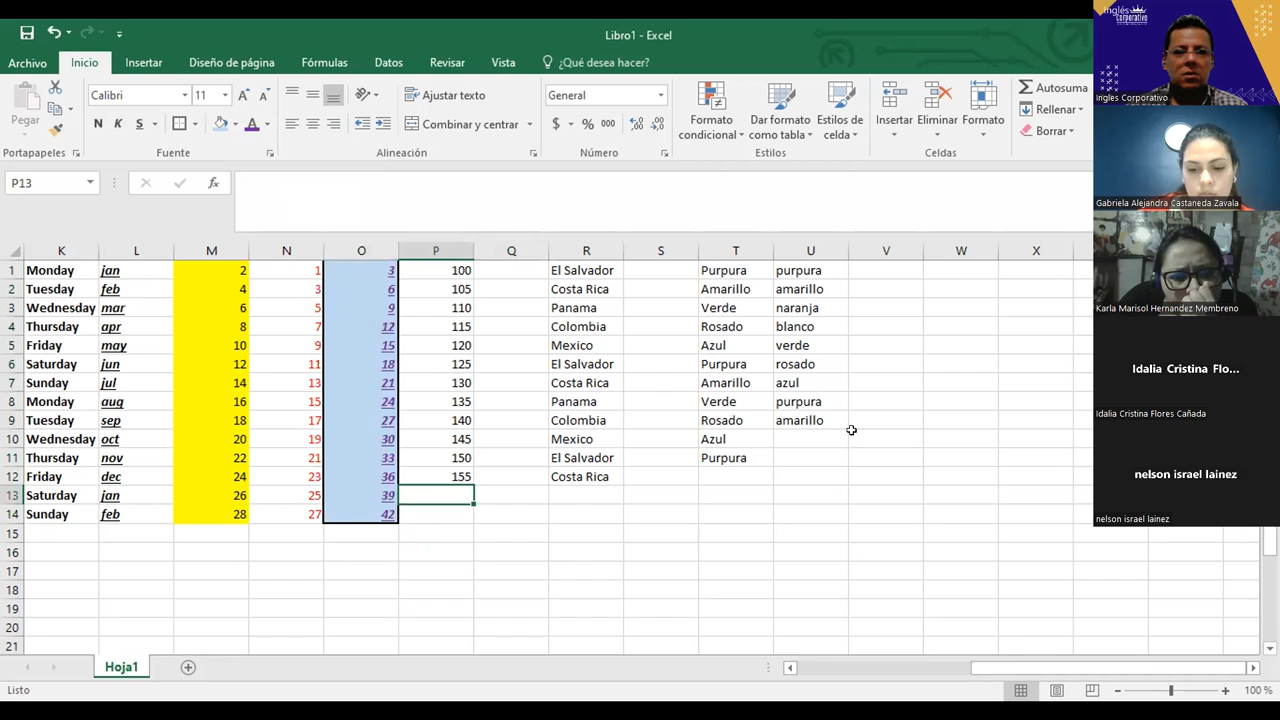 Libro1 - Excel
Archivo Inicio Insertar Diseño de página Fórmulas Datos Revisar Vista ¿Qué desea hacer?
Pegar
Calibri 11
N K S
Ajustar texto
Combinar y centrar
General
$ % 000
Formato condicional
Dar formato como tabla
Estilos de celda
Insertar Eliminar Formato
Autosuma
Rellenar
Borrar
Portapapeles Fuente Alineación Número Estilos Celdas
P13 fx
K L M N O P Q R S T U V W X
1 Monday jan 2 1 3 100 El Salvador Purpura purpura
2 Tuesday feb 4 3 6 105 Costa Rica Amarillo amarillo
3 Wednesday mar 6 5 9 110 Panama Verde naranja
4 Thursday apr 8 7 12 115 Colombia Rosado blanco
5 Friday may 10 9 15 120 Mexico Azul verde
6 Saturday jun 12 11 18 125 El Salvador Purpura rosado
7 Sunday jul 14 13 21 130 Costa Rica Amarillo azul
8 Monday aug 16 15 24 135 Panama Verde purpura
9 Tuesday sep 18 17 27 140 Colombia Rosado amarillo
10 Wednesday oct 20 19 30 145 Mexico Azul
11 Thursday nov 22 21 33 150 El Salvador Purpura
12 Friday dec 24 23 36 155 Costa Rica
13 Saturday jan 26 25 39
14 Sunday feb 28 27 42
15
16
17
18
19
20
21
Hoja1
Listo
100 %
Inglés
Corporativo
Ingles Corporativo
Gabriela Alejandra Castaneda Zavala
Karla Marisol Hernandez Membreno
Idalia Cristina Flo...
Idalia Cristina Flores Cañada
nelson israel lainez
nelson israel lainez